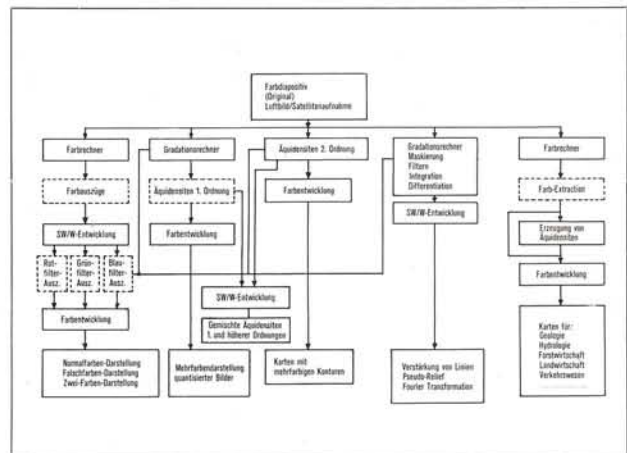 Farbdiapositiv
(Original)
Luftbild/Satellitenaufnahme
Farbrechner
Gradationsrechner
Äquidensiten 2. Ordnung
Gradationsrechner
Maskierung
Filtern
Integration
Differentiation
Farbrechner
Farbauszüge
Äquidensiten 1. Ordnung
Farbentwicklung
SW/W-Entwicklung
Farb-Extraction
SW/W-Entwicklung
Farbentwicklung
Erzeugung von
Äquidensiten
Rot-
filter-
Ausz.
Grün-
filter-
Ausz.
Blau-
filter-
Ausz.
SW/W-Entwicklung
Farbentwicklung
Farbentwicklung
Gemischte Äquidensiten
1. und höherer Ordnungen
Normalfarben-Darstellung
Falschfarben-Darstellung
Zwei-Farben-Darstellung
Mehrfarbendarstellung
quantisierter Bilder
Karten mit
mehrfarbigen Konturen
Verstärkung von Linien
Pseudo-Relief
Fourier Transformation
Karten für:
Geologie
Hydrologie
Forstwirtschaft
Landwirtschaft
Verkehrswesen